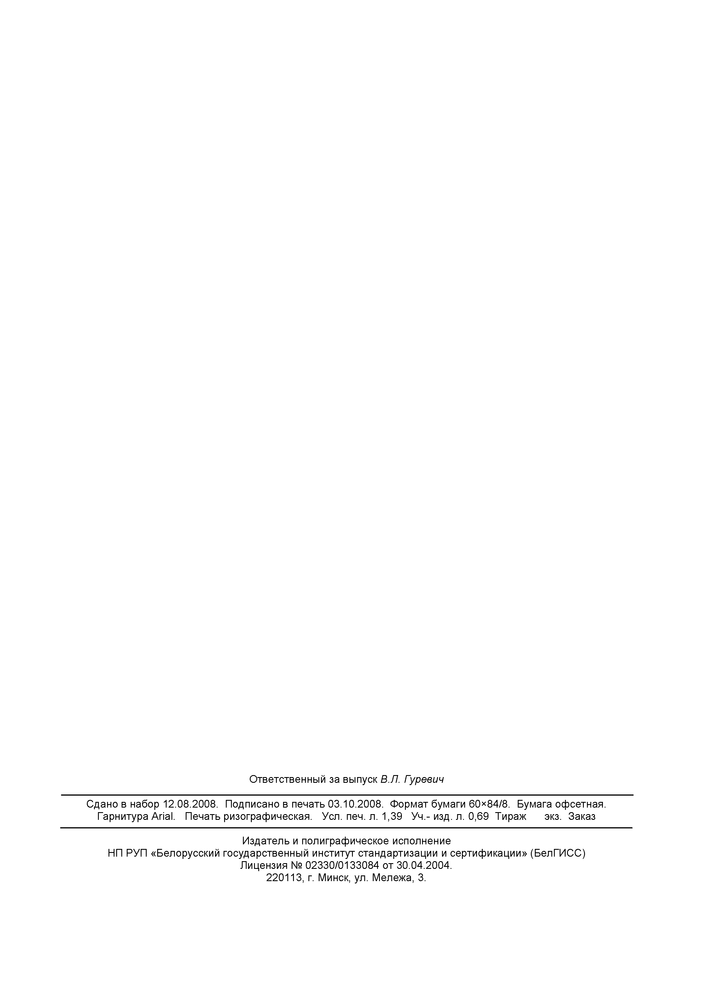 Ответственный за выпуск В.Л. Гуревич
Сдано в набор 12.08.2008. Подписано в печать 03.10.2008. Формат бумаги 60×84/8. Бумага офсетная.
Гарнитура Arial. Печать ризографическая. Усл. печ. л. 1,39 Уч.- изд. л. 0,69 Тираж экз. Заказ
Издатель и полиграфическое исполнение
НП РУП «Белорусский государственный институт стандартизации и сертификации» (БелГИСС)
Лицензия № 02330/0133084 от 30.04.2004.
220113, г. Минск, ул. Мележа, 3.